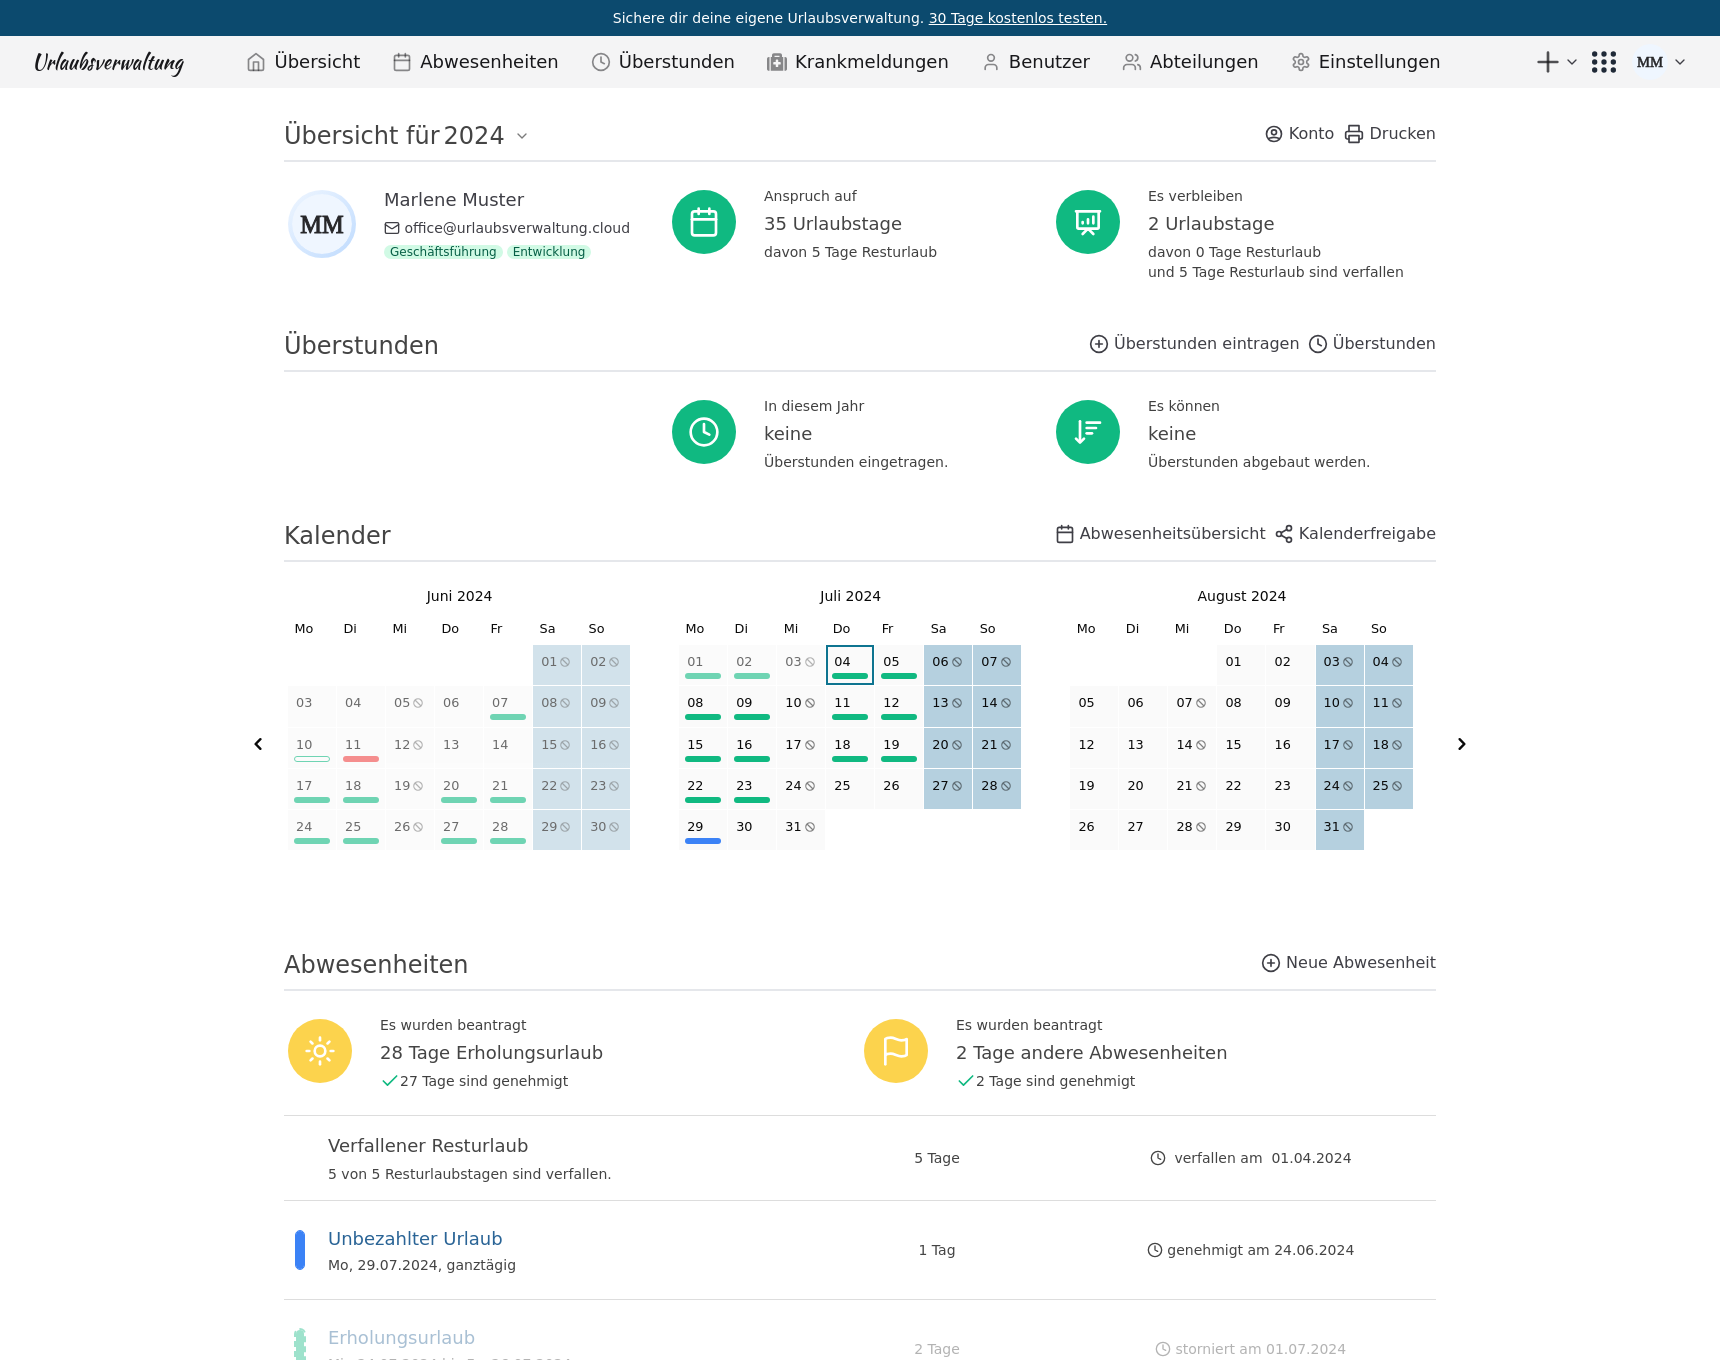 Sichere dir deine eigene Urlaubsverwaltung. 30 Tage kostenlos testen.
Urlaubsverwaltung Übersicht Abwesenheiten Überstunden Krankmeldungen Benutzer Abteilungen Einstellungen MM
Übersicht für 2024 Konto Drucken
MM
Marlene Muster
office@urlaubsverwaltung.cloud
Geschäftsführung Entwicklung
Anspruch auf
35 Urlaubstage
davon 5 Tage Resturlaub
Es verbleiben
2 Urlaubstage
davon 0 Tage Resturlaub
und 5 Tage Resturlaub sind verfallen
Überstunden Überstunden eintragen Überstunden
In diesem Jahr
keine
Überstunden eingetragen.
Es können
keine
Überstunden abgebaut werden.
Kalender Abwesenheitsübersicht Kalenderfreigabe
Juni 2024
Mo Di Mi Do Fr Sa So
01 02
03 04 05 06 07 08 09
10 11 12 13 14 15 16
17 18 19 20 21 22 23
24 25 26 27 28 29 30
Juli 2024
Mo Di Mi Do Fr Sa So
01 02 03 04 05 06 07
08 09 10 11 12 13 14
15 16 17 18 19 20 21
22 23 24 25 26 27 28
29 30 31
August 2024
Mo Di Mi Do Fr Sa So
01 02 03 04
05 06 07 08 09 10 11
12 13 14 15 16 17 18
19 20 21 22 23 24 25
26 27 28 29 30 31
Abwesenheiten Neue Abwesenheit
Es wurden beantragt
28 Tage Erholungsurlaub
27 Tage sind genehmigt
Es wurden beantragt
2 Tage andere Abwesenheiten
2 Tage sind genehmigt
Verfallener Resturlaub
5 von 5 Resturlaubstagen sind verfallen.
5 Tage
verfallen am 01.04.2024
Unbezahlter Urlaub
Mo, 29.07.2024, ganztägig
1 Tag
genehmigt am 24.06.2024
Erholungsurlaub
2 Tage
storniert am 01.07.2024